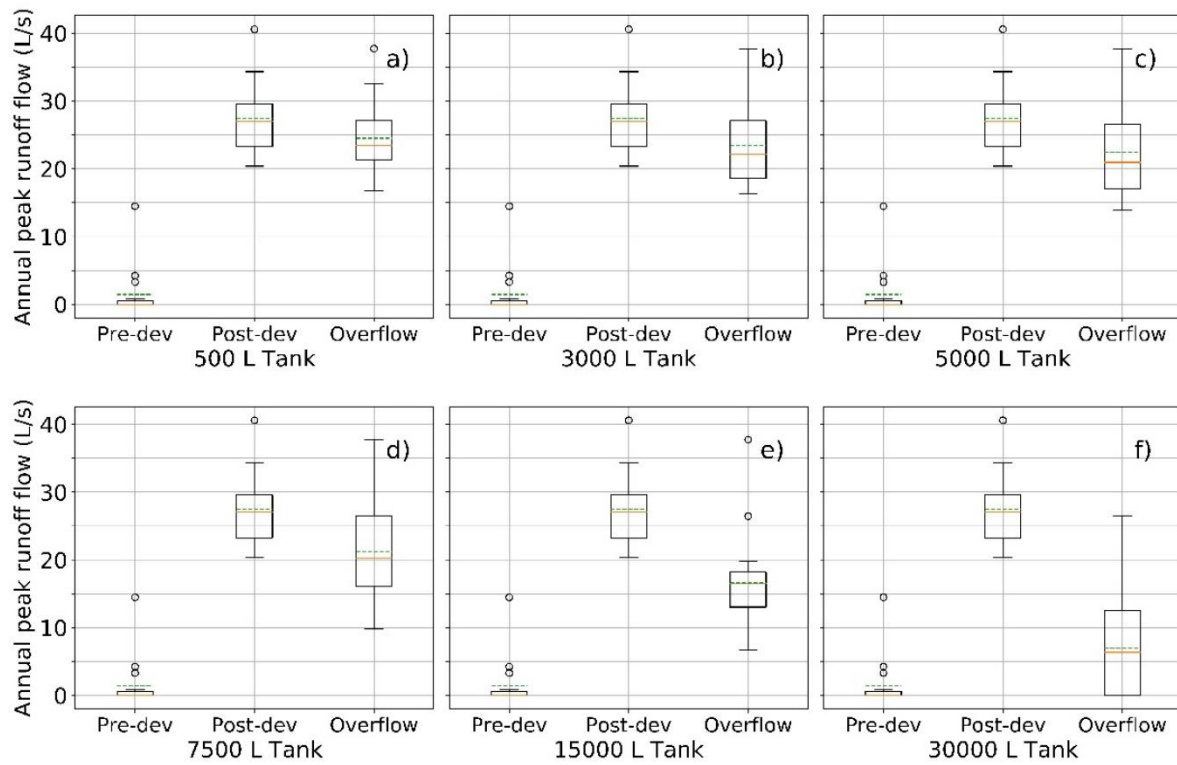 Annual peak runoff flow (L/s)
40
30
20
10
0
a)
b)
c)
Pre-dev Post-dev Overflow
500 L Tank
Pre-dev Post-dev Overflow
3000 L Tank
Pre-dev Post-dev Overflow
5000 L Tank
Annual peak runoff flow (L/s)
40
30
20
10
0
d)
e)
f)
Pre-dev Post-dev Overflow
7500 L Tank
Pre-dev Post-dev Overflow
15000 L Tank
Pre-dev Post-dev Overflow
30000 L Tank